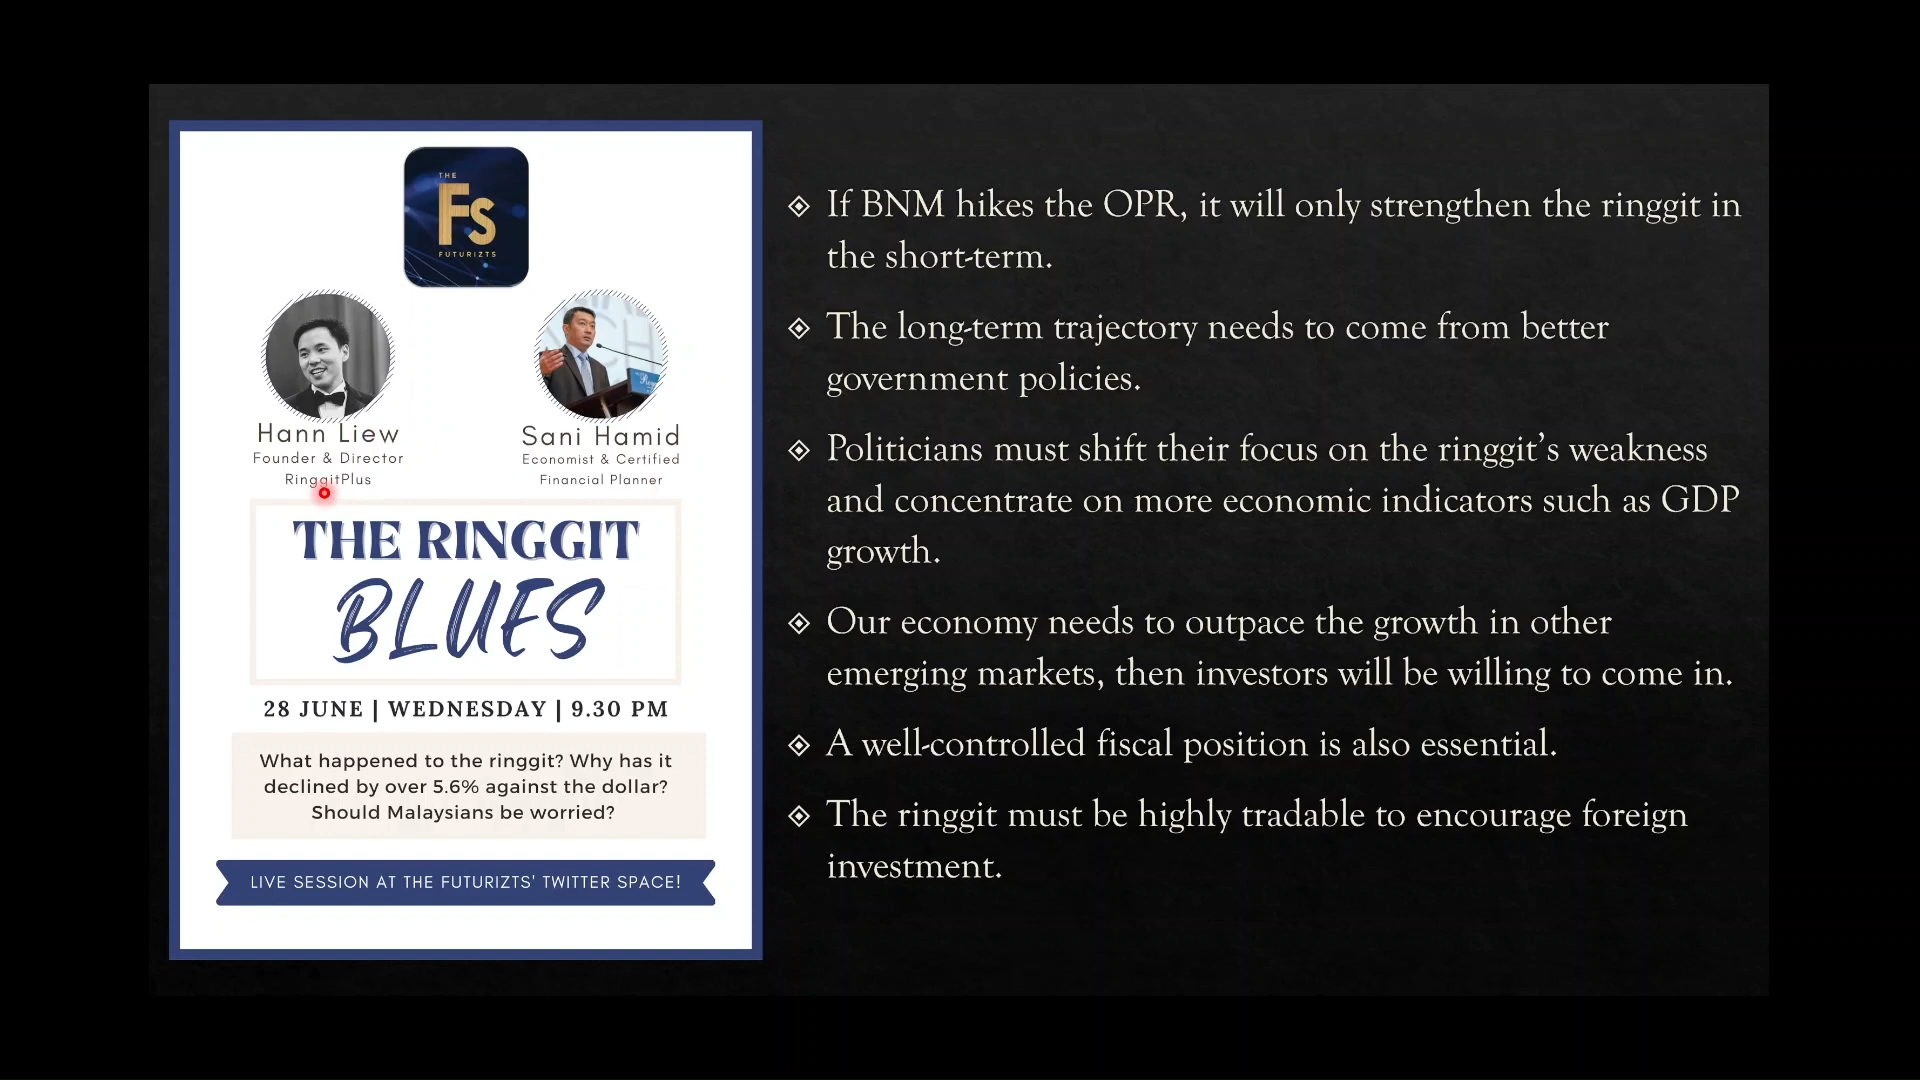 THE
Fs
FUTURIZTS
Hann Liew
Founder & Director
RinggitPlus
Sani Hamid
Economist & Certified
Financial Planner
THE RINGGIT
BLUES
28 JUNE | WEDNESDAY | 9.30 PM
What happened to the ringgit? Why has it
declined by over 5.6% against the dollar?
Should Malaysians be worried?
LIVE SESSION AT THE FUTURIZTS' TWITTER SPACE!
If BNM hikes the OPR, it will only strengthen the ringgit in
the short-term.
The long-term trajectory needs to come from better
government policies.
Politicians must shift their focus on the ringgit’s weakness
and concentrate on more economic indicators such as GDP
growth.
Our economy needs to outpace the growth in other
emerging markets, then investors will be willing to come in.
A well-controlled fiscal position is also essential.
The ringgit must be highly tradable to encourage foreign
investment.